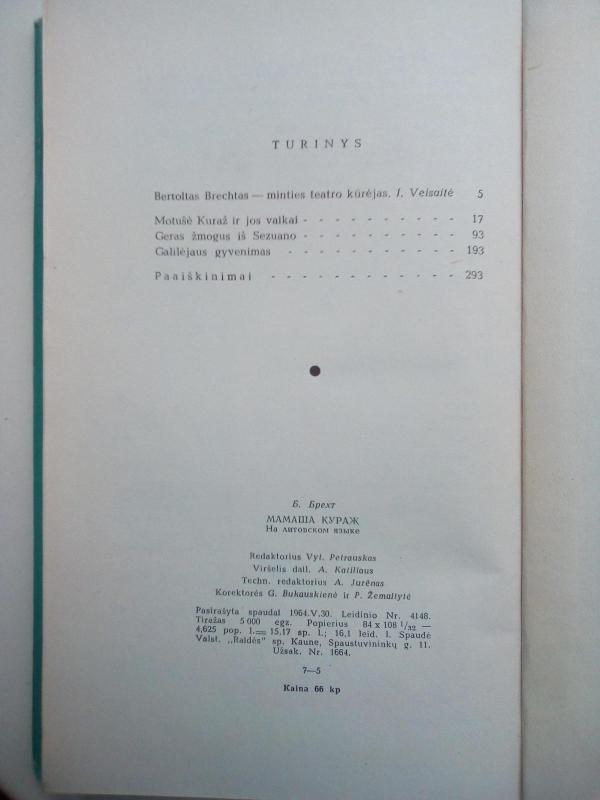 TURINYS
Bertoltas Brechtas — minties teatro kūrėjas. I. Veisaitė 5
Motušė Kuraž ir jos vaikai - - - - - - - - - - 17
Geras žmogus iš Sezuano - - - - - - - - - - 93
Galilėjaus gyvenimas - - - - - - - - - - 193
Paaiškinimai - - - - - - - - - - - 293
Б. Брехт
МАМАША КУРАЖ
На литовском языке
Redaktorius Vyt. Petrauskas
Viršelis dail. A. Katiliaus
Techn. redaktorius A. Jurėnas
Korektorės G. Bukauskienė ir P. Žemaitytė
Pasirašyta spaudai 1964.V.30. Leidinio Nr. 4148.
Tiražas 5 000 egz. Popierius 84 x 108 1/32 —
4,625 pop. l.= 15,17 sp. l.; 16,1 leid. l. Spaudė
Valst. „Raidės" sp. Kaune, Spaustuvininkų g. 11.
Užsak. Nr. 1664.
7—5
Kaina 66 kp